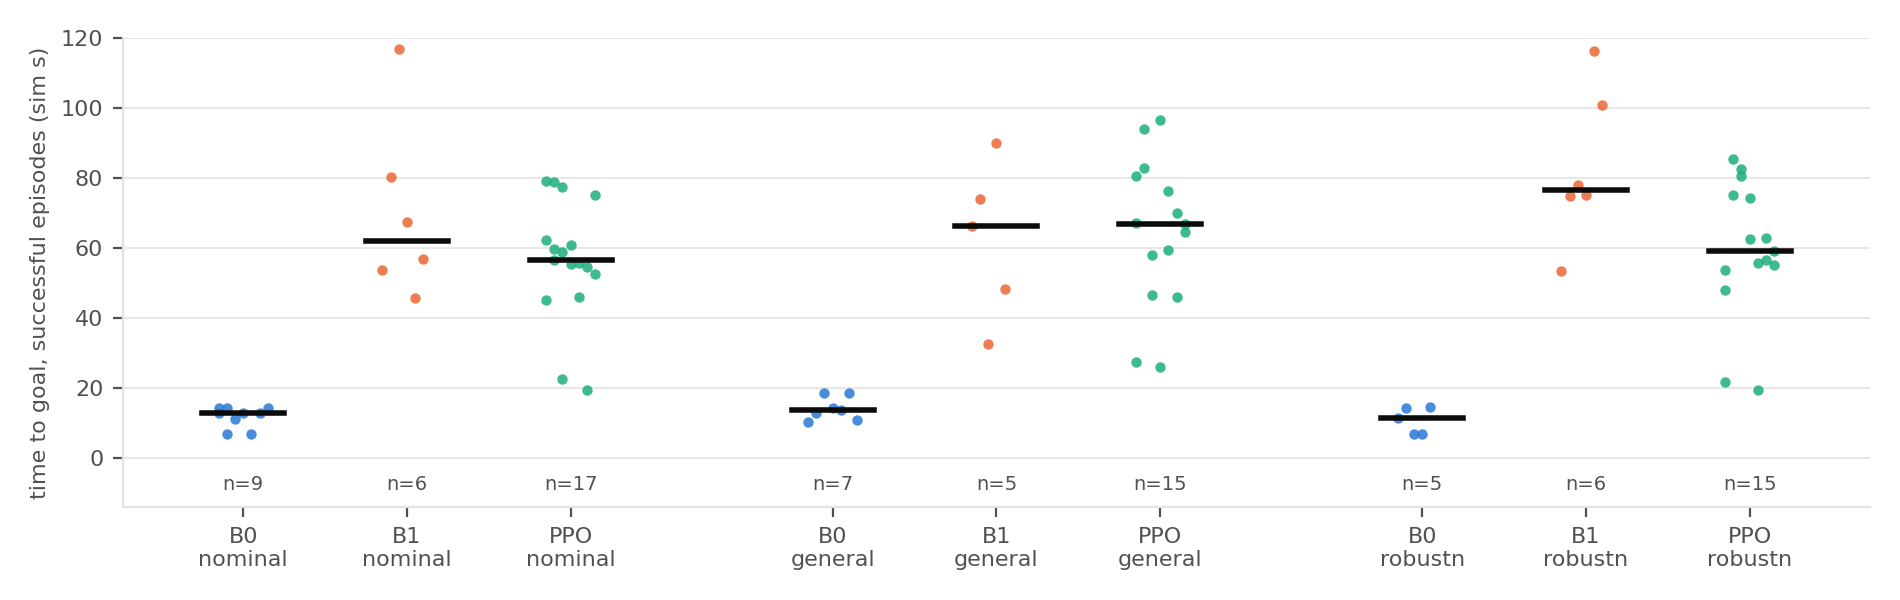 time to goal, successful episodes (sim s)
120
100
80
60
40
20
0
n=9
n=6
n=17
n=7
n=5
n=15
n=5
n=6
n=15
B0
nominal
B1
nominal
PPO
nominal
B0
general
B1
general
PPO
general
B0
robustn
B1
robustn
PPO
robustn